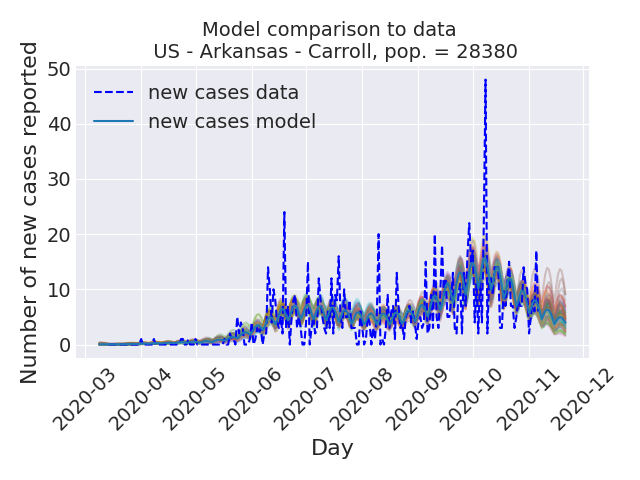 Model comparison to data
US - Arkansas - Carroll, pop. = 28380
Number of new cases reported
50
40
30
20
10
0
new cases data
new cases model
2020-03
2020-04
2020-05
2020-06
2020-07
2020-08
2020-09
2020-10
2020-11
2020-12
Day